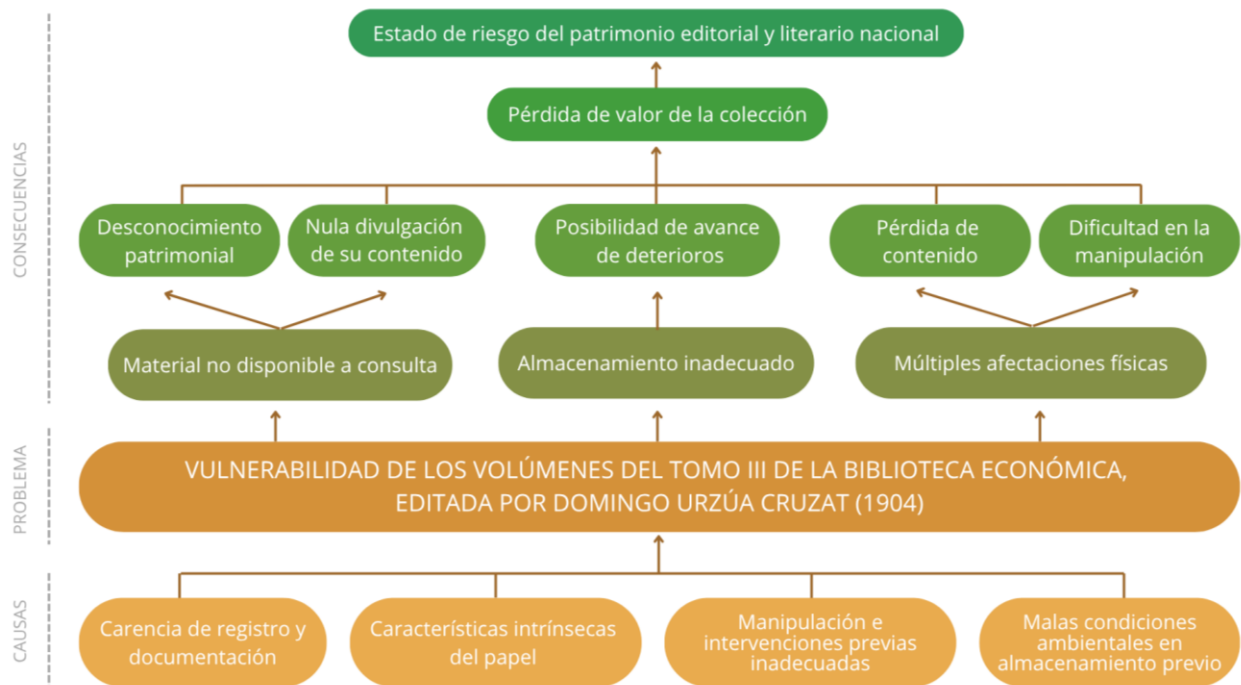 CONSECUENCIAS
Estado de riesgo del patrimonio editorial y literario nacional
Pérdida de valor de la colección
Desconocimiento
patrimonial
Nula divulgación
de su contenido
Posibilidad de avance
de deterioros
Pérdida de
contenido
Dificultad en la
manipulación
Material no disponible a consulta
Almacenamiento inadecuado
Múltiples afectaciones físicas
PROBLEMA
VULNERABILIDAD DE LOS VOLÚMENES DEL TOMO III DE LA BIBLIOTECA ECONÓMICA,
EDITADA POR DOMINGO URZÚA CRUZAT (1904)
CAUSAS
Carencia de registro y
documentación
Características intrínsecas
del papel
Manipulación e
intervenciones previas
inadecuadas
Malas condiciones
ambientales en
almacenamiento previo